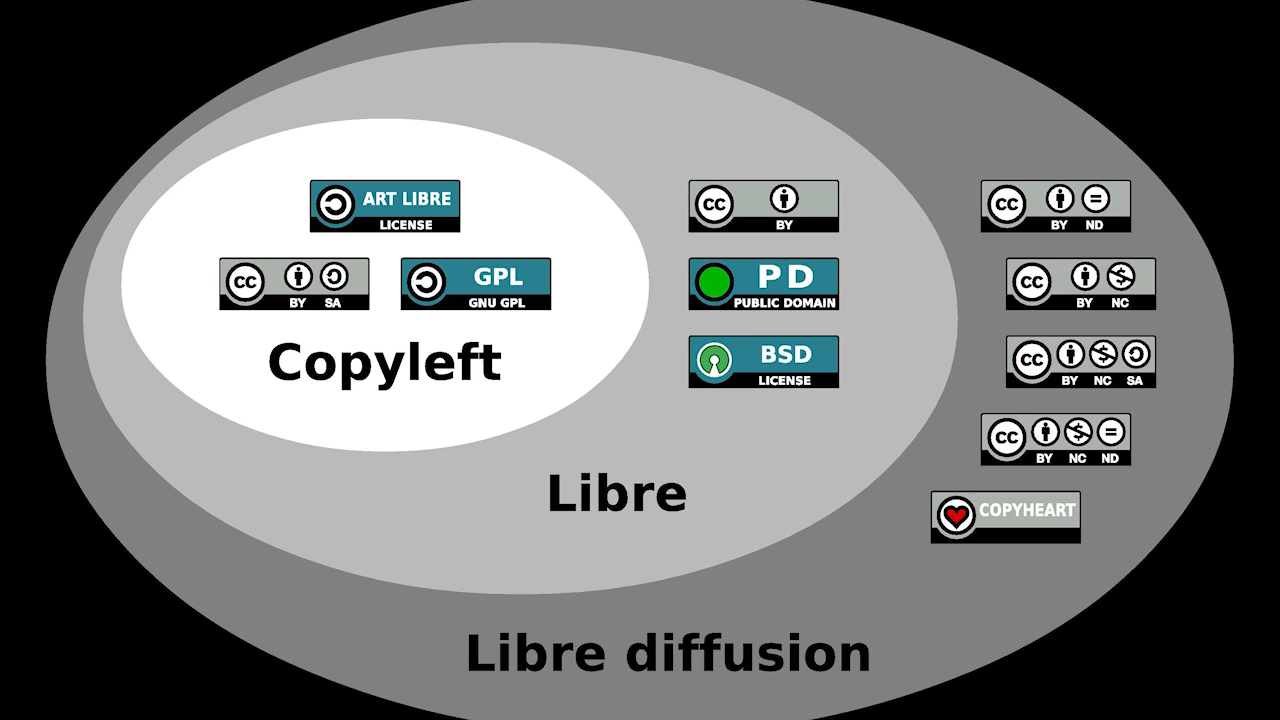 ART LIBRE
LICENSE
CC
BY SA
GPL
GNU GPL
Copyleft
CC
BY
PD
PUBLIC DOMAIN
BSD
LICENSE
Libre
CC
BY ND
CC
BY NC
CC
BY NC SA
CC
BY NC ND
COPYHEART
Libre diffusion